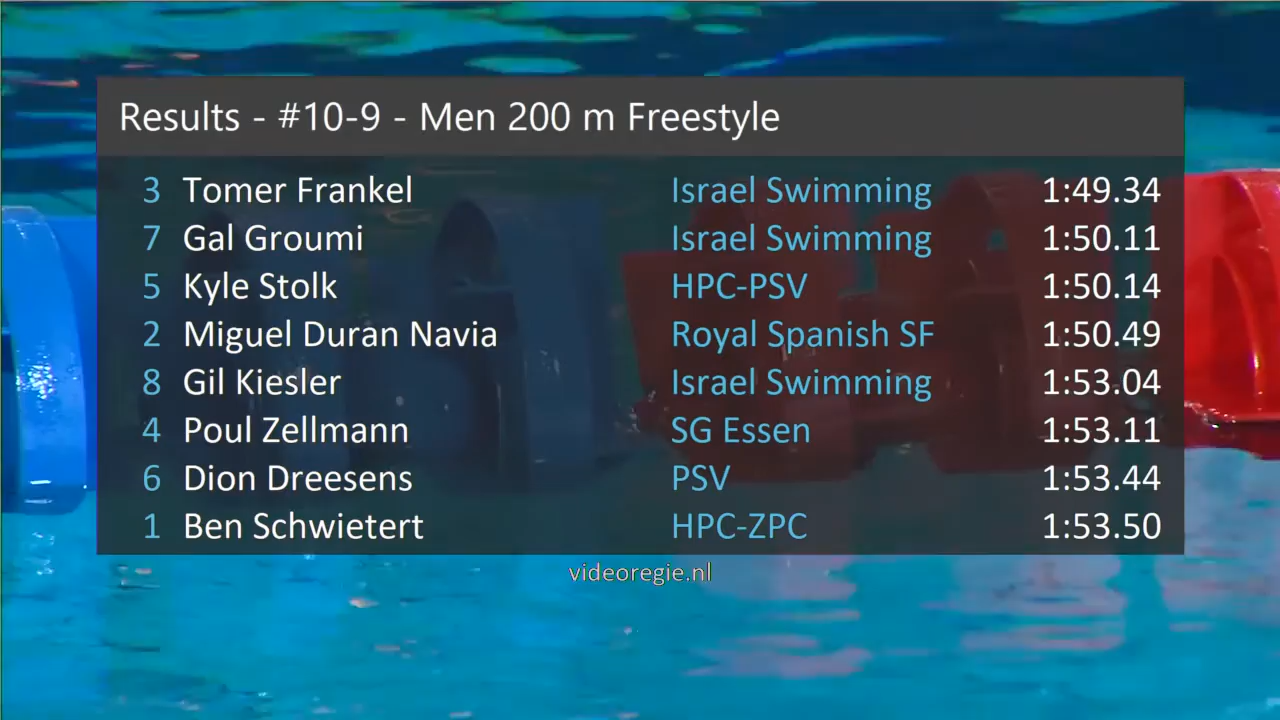 Results - #10-9 - Men 200 m Freestyle
3 Tomer Frankel Israel Swimming 1:49.34
7 Gal Groumi Israel Swimming 1:50.11
5 Kyle Stolk HPC-PSV 1:50.14
2 Miguel Duran Navia Royal Spanish SF 1:50.49
8 Gil Kiesler Israel Swimming 1:53.04
4 Poul Zellmann SG Essen 1:53.11
6 Dion Dreesens PSV 1:53.44
1 Ben Schwietert HPC-ZPC 1:53.50
videoregie.nl